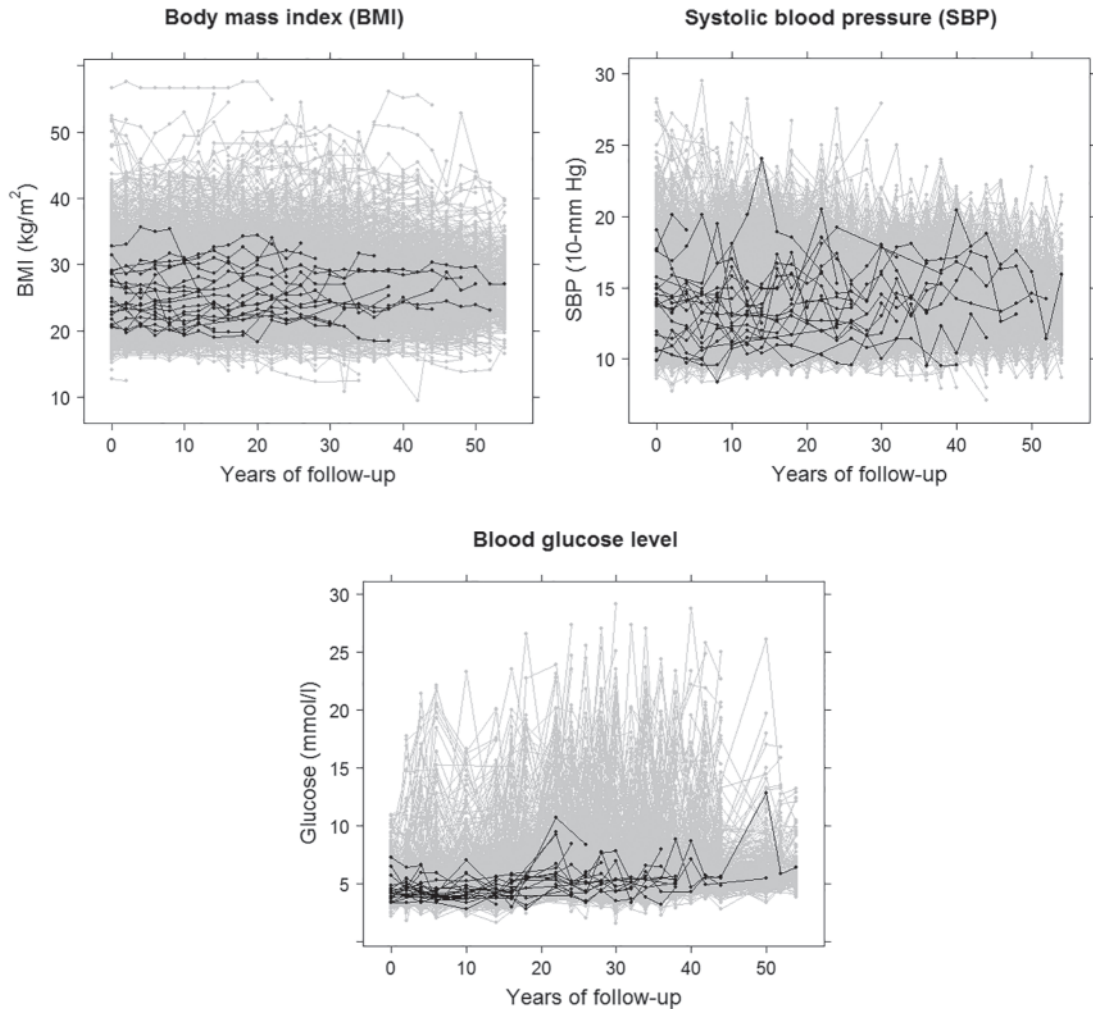 Body mass index (BMI)
BMI (kg/m²)
50
40
30
20
10
0 10 20 30 40 50
Years of follow-up
Systolic blood pressure (SBP)
SBP (10-mm Hg)
30
25
20
15
10
0 10 20 30 40 50
Years of follow-up
Blood glucose level
Glucose (mmol/l)
30
25
20
15
10
5
0 10 20 30 40 50
Years of follow-up